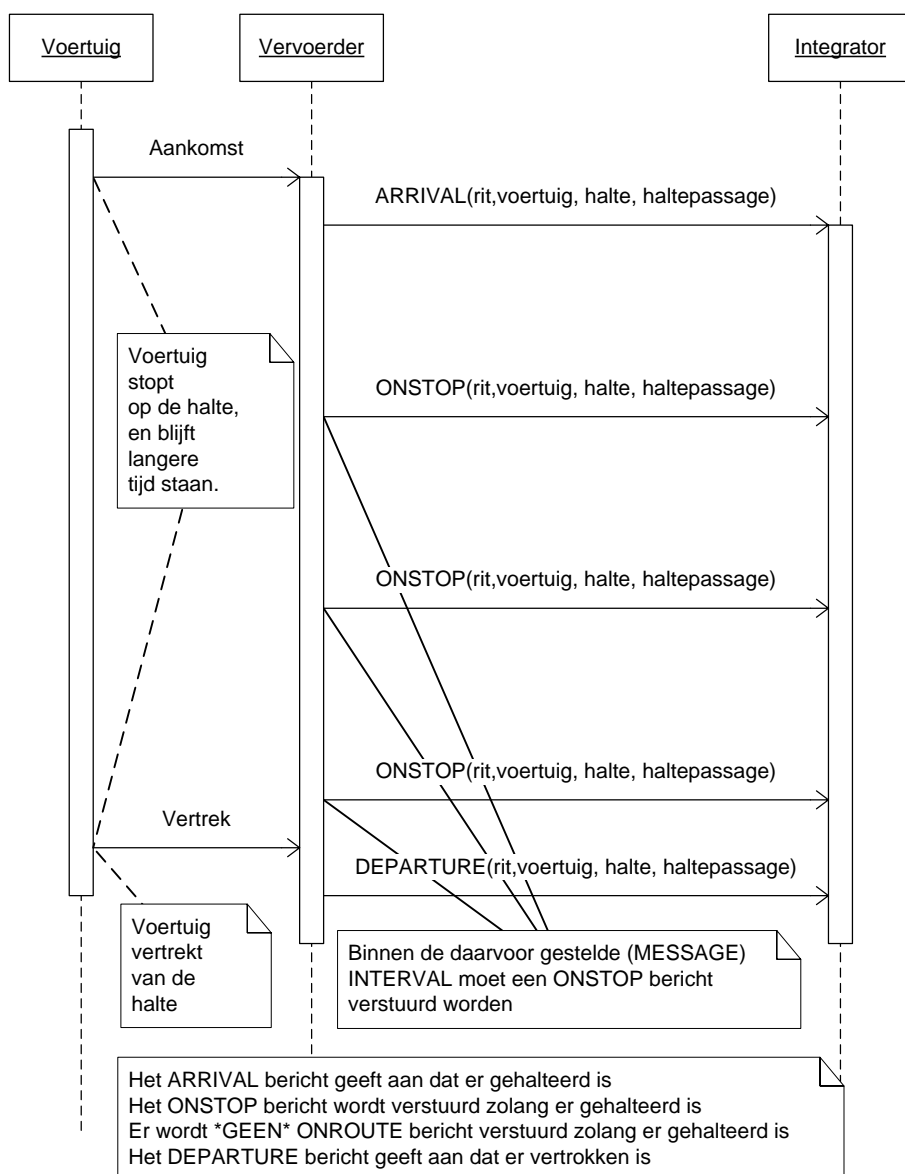 Voertuig
Vervoerder
Integrator
Aankomst
ARRIVAL(rit,voertuig, halte, haltepassage)
Voertuig
stopt
op de halte,
en blijft
langere
tijd staan.
ONSTOP(rit,voertuig, halte, haltepassage)
ONSTOP(rit,voertuig, halte, haltepassage)
ONSTOP(rit,voertuig, halte, haltepassage)
Vertrek
DEPARTURE(rit,voertuig, halte, haltepassage)
Voertuig
vertrekt
van de
halte
Binnen de daarvoor gestelde (MESSAGE)
INTERVAL moet een ONSTOP bericht
verstuurd worden
Het ARRIVAL bericht geeft aan dat er gehalteerd is
Het ONSTOP bericht wordt verstuurd zolang er gehalteerd is
Er wordt *GEEN* ONROUTE bericht verstuurd zolang er gehalteerd is
Het DEPARTURE bericht geeft aan dat er vertrokken is